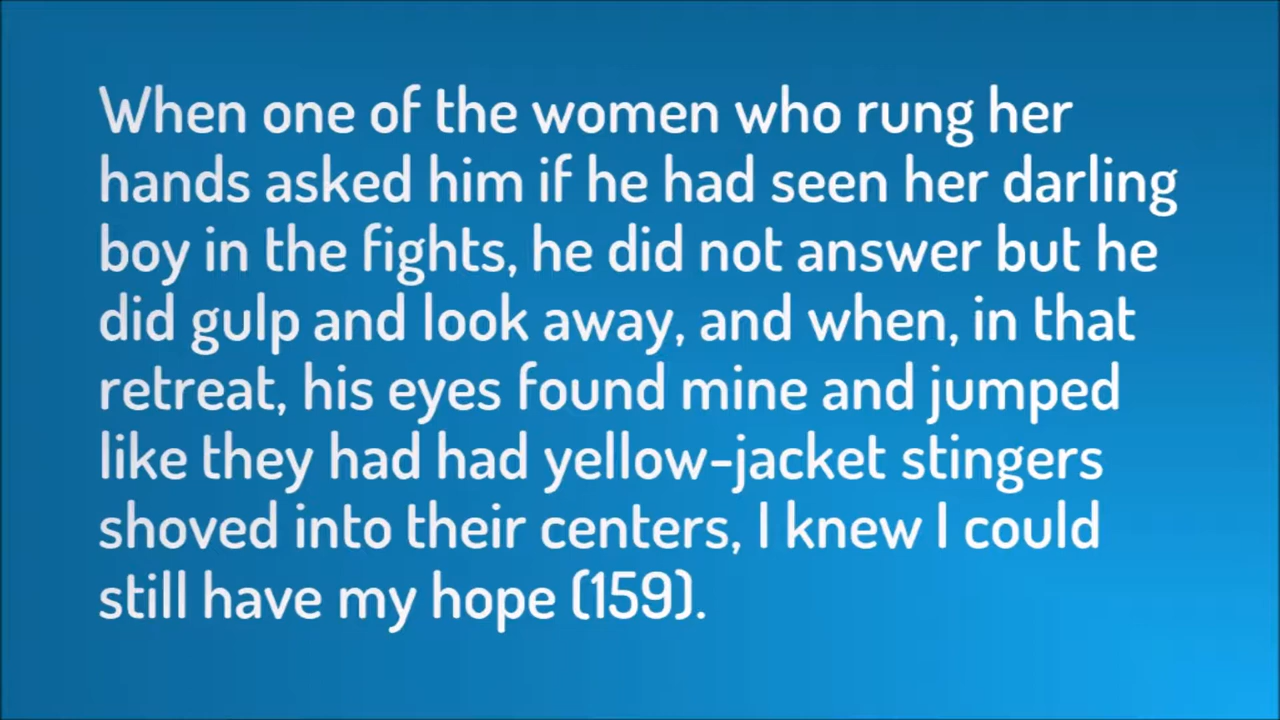 When one of the women who rung her
hands asked him if he had seen her darling
boy in the fights, he did not answer but he
did gulp and look away, and when, in that
retreat, his eyes found mine and jumped
like they had had yellow-jacket stingers
shoved into their centers, I knew I could
still have my hope (159).